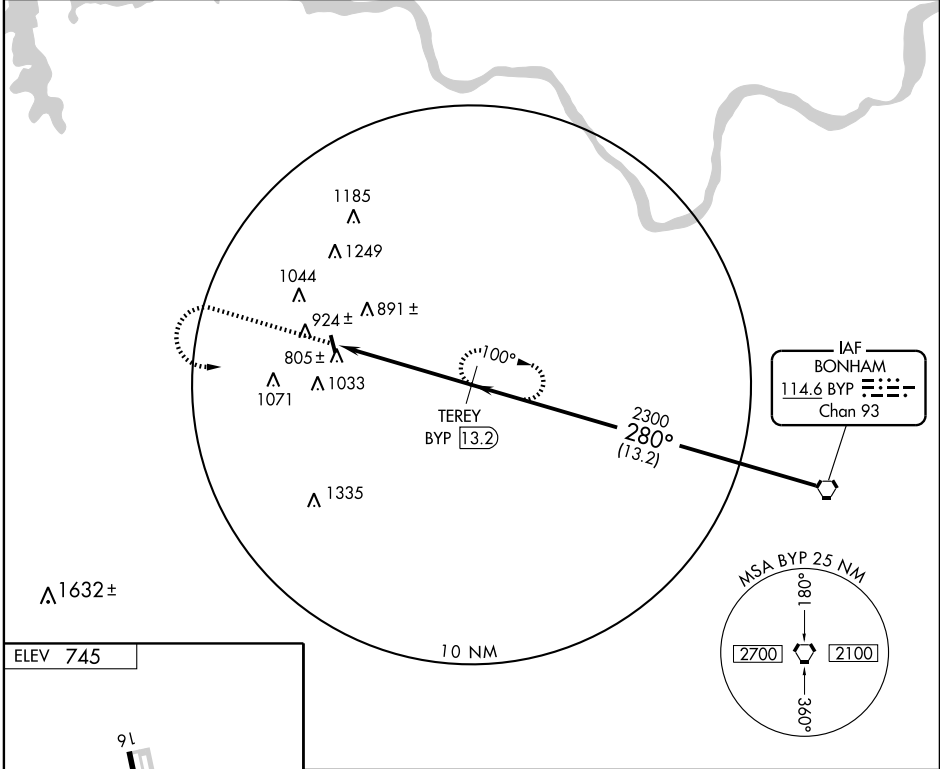 1185
1249
1044
924±
891±
805±
1033
1071
100°
TEREY
BYP 13.2
2300
280°
(13.2)
IAF
BONHAM
114.6 BYP
Chan 93
1335
1632±
10 NM
MSA BYP 25 NM
180°
2700
2100
360°
ELEV 745
16